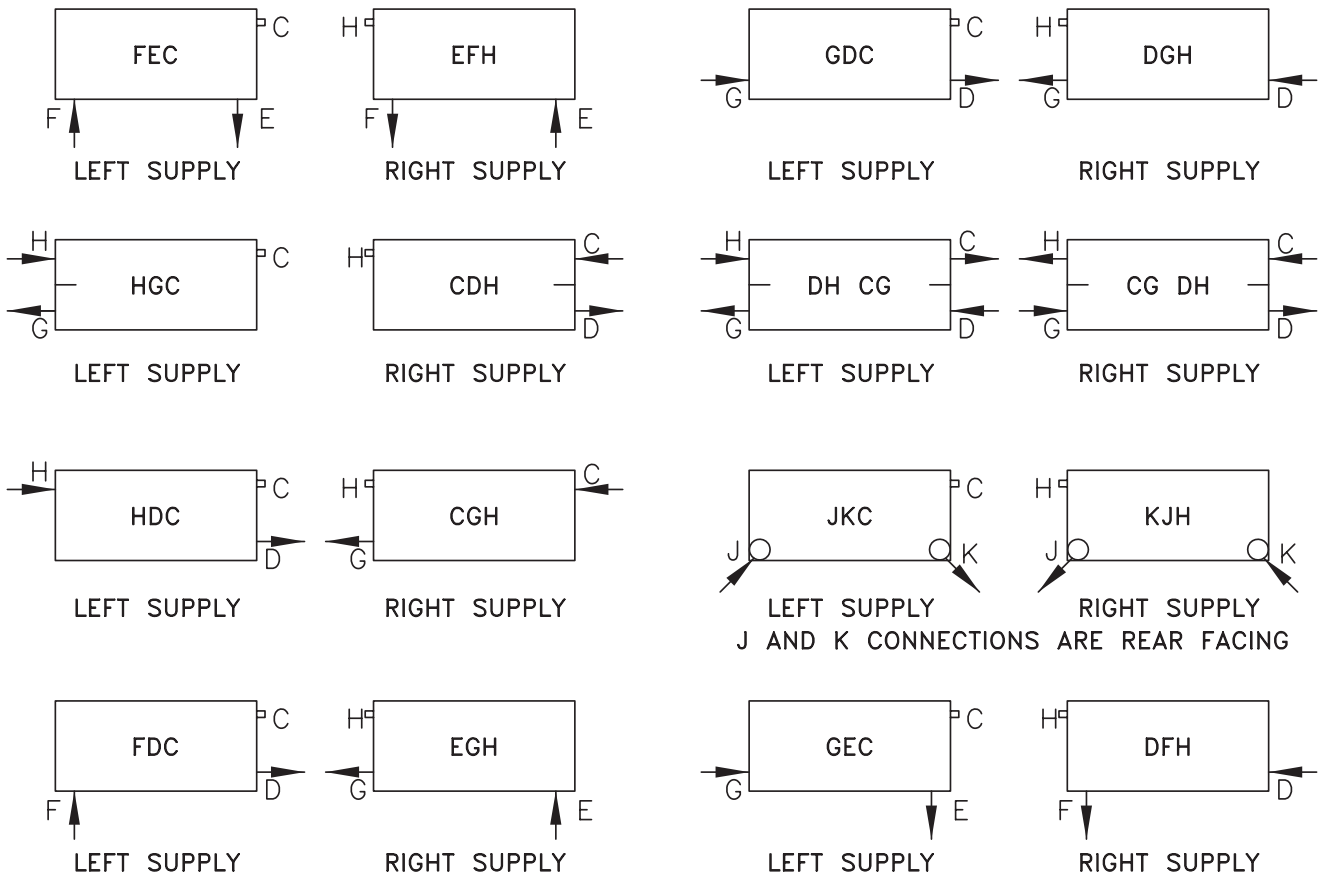 C H C H
FEC EFH GDC DGH
G D G D
F E F E
LEFT SUPPLY RIGHT SUPPLY LEFT SUPPLY RIGHT SUPPLY
H C H C H C H C
HGC CDH DH CG CG DH
G D G D G D
LEFT SUPPLY RIGHT SUPPLY LEFT SUPPLY RIGHT SUPPLY
H C H C C H
HDC CGH JKC KJH
D G J K J K
LEFT SUPPLY RIGHT SUPPLY LEFT SUPPLY RIGHT SUPPLY
J AND K CONNECTIONS ARE REAR FACING
C H C H
FDC EGH GEC DFH
D G G D
F E E F
LEFT SUPPLY RIGHT SUPPLY LEFT SUPPLY RIGHT SUPPLY